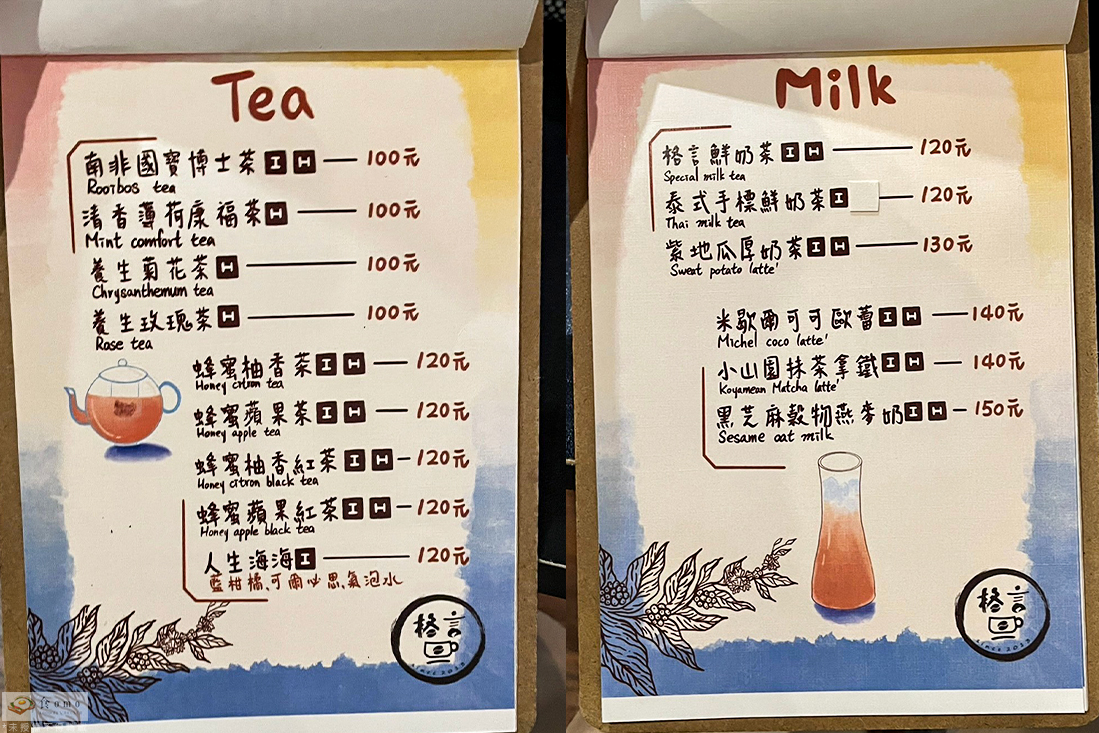 Tea
南非國寶博士茶 I H — 100元
Rooibos tea
清香薄荷康福茶 H — 100元
Mint comfort tea
養生菊花茶 H — 100元
Chrysanthemum tea
養生玫瑰茶 H — 100元
Rose tea
蜂蜜柚香茶 I H — 120元
Honey citron tea
蜂蜜蘋果茶 I H — 120元
Honey apple tea
蜂蜜柚香紅茶 I H — 120元
Honey citron black tea
蜂蜜蘋果紅茶 I H — 120元
Honey apple black tea
人生海海 I — 120元
藍柑橘、可爾必思、氣泡水
格言
since 2012
Milk
格言鮮奶茶 I H — 120元
Special milk tea
泰式手標鮮奶茶 I — 120元
Thai milk tea
紫地瓜厚奶茶 I H — 130元
Sweet potato latte'
米歇爾可可歐蕾 I H — 140元
Michel coco latte'
小山園抹茶拿鐵 I H — 140元
Koyamean Matcha latte'
黑芝麻穀物燕麥奶 I H — 150元
Sesame oat milk
格言